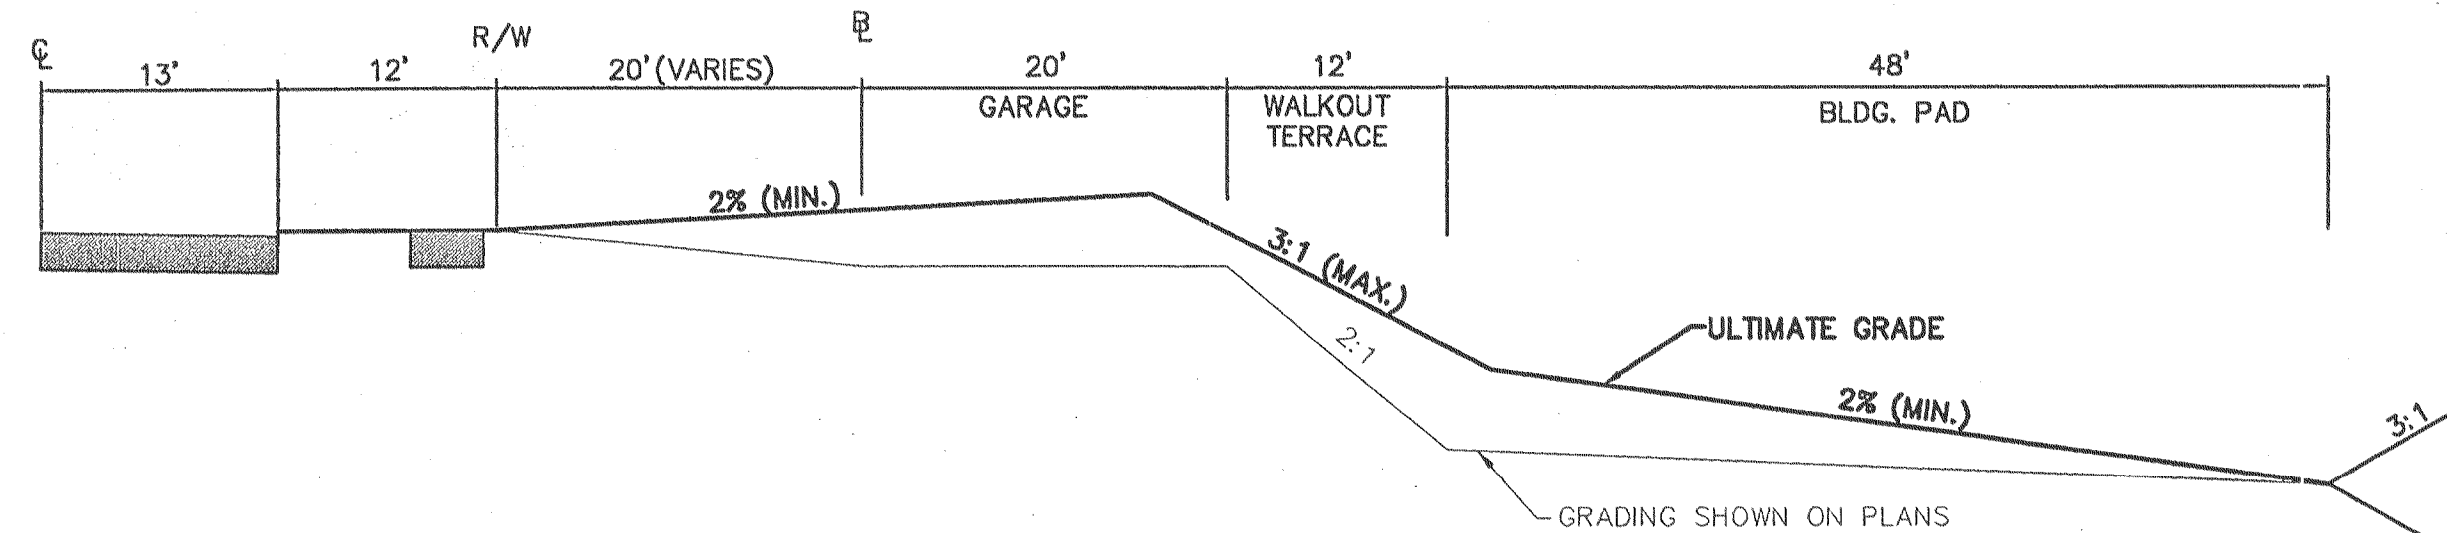 ℄
R/W
BL
13'
12'
20' (VARIES)
20'
12'
48'
GARAGE
WALKOUT
TERRACE
BLDG. PAD
2% (MIN.)
3:1 (MAX.)
2:1
ULTIMATE GRADE
2% (MIN.)
3:1
GRADING SHOWN ON PLANS